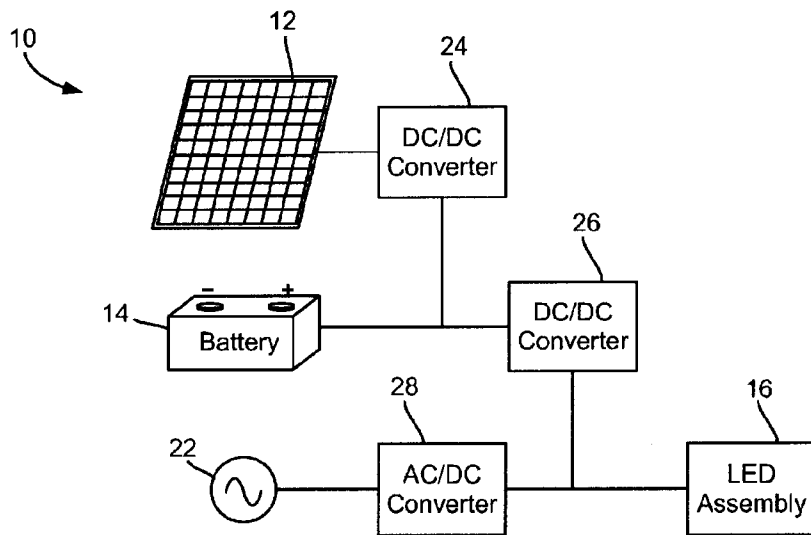 10
12
24
DC/DC
Converter
26
- +
14
Battery
DC/DC
Converter
28
16
22
AC/DC
Converter
LED
Assembly